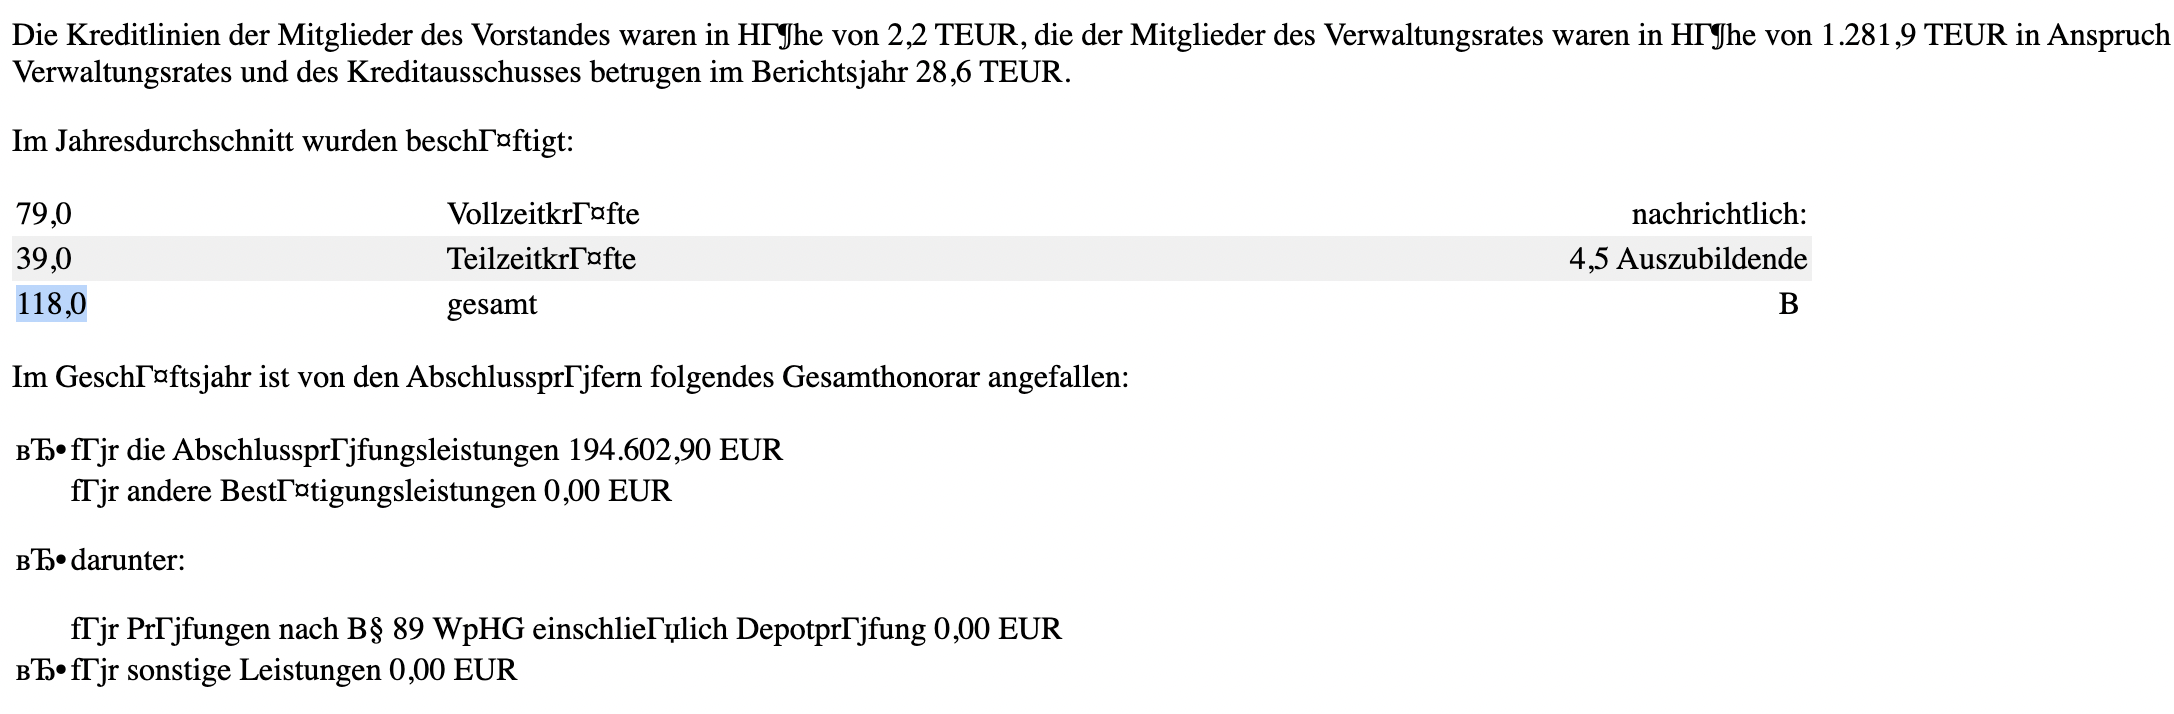 Die Kreditlinien der Mitglieder des Vorstandes waren in HГ¶he von 2,2 TEUR, die der Mitglieder des Verwaltungsrates waren in HГ¶he von 1.281,9 TEUR in Anspruch
Verwaltungsrates und des Kreditausschusses betrugen im Berichtsjahr 28,6 TEUR.
Im Jahresdurchschnitt wurden beschГ¤ftigt:
79,0 VollzeitkrГ¤fte nachrichtlich:
39,0 TeilzeitkrГ¤fte 4,5 Auszubildende
118,0 gesamt В
Im GeschГ¤ftsjahr ist von den AbschlussprГјfern folgendes Gesamthonorar angefallen:
вЂ• fГјr die AbschlussprГјfungsleistungen 194.602,90 EUR
fГјr andere BestГ¤tigungsleistungen 0,00 EUR
вЂ• darunter:
fГјr PrГјfungen nach В§ 89 WpHG einschlieГџlich DepotprГјfung 0,00 EUR
вЂ• fГјr sonstige Leistungen 0,00 EUR